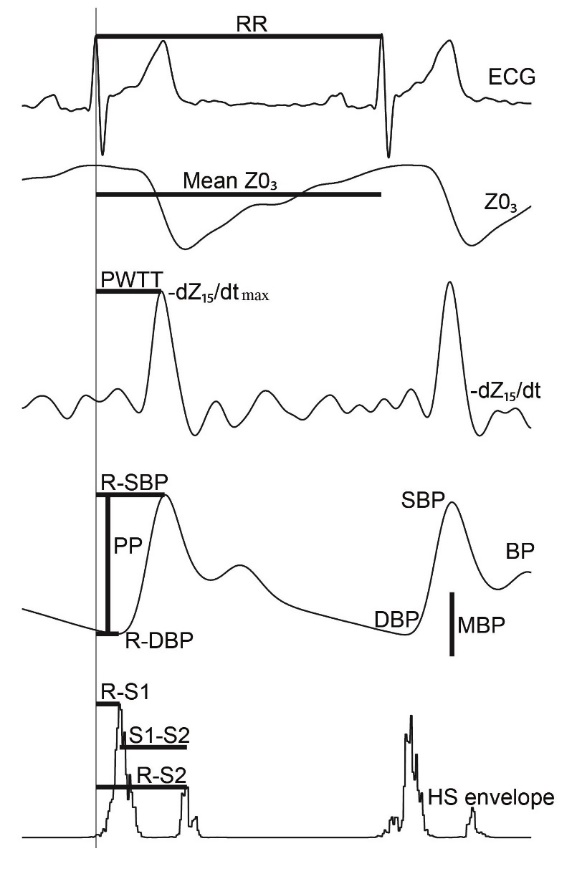 RR
ECG
Mean Z0₃
Z0₃
PWTT
-dZ₁₅/dt max
-dZ₁₅/dt
R-SBP
SBP
PP
BP
DBP
MBP
R-DBP
R-S1
S1-S2
R-S2
HS envelope